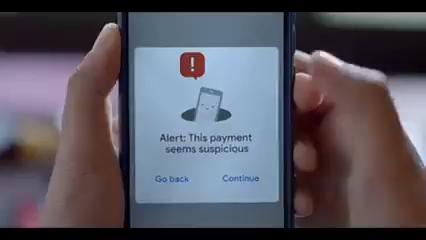 !
Alert: This payment
seems suspicious
Go back Continue